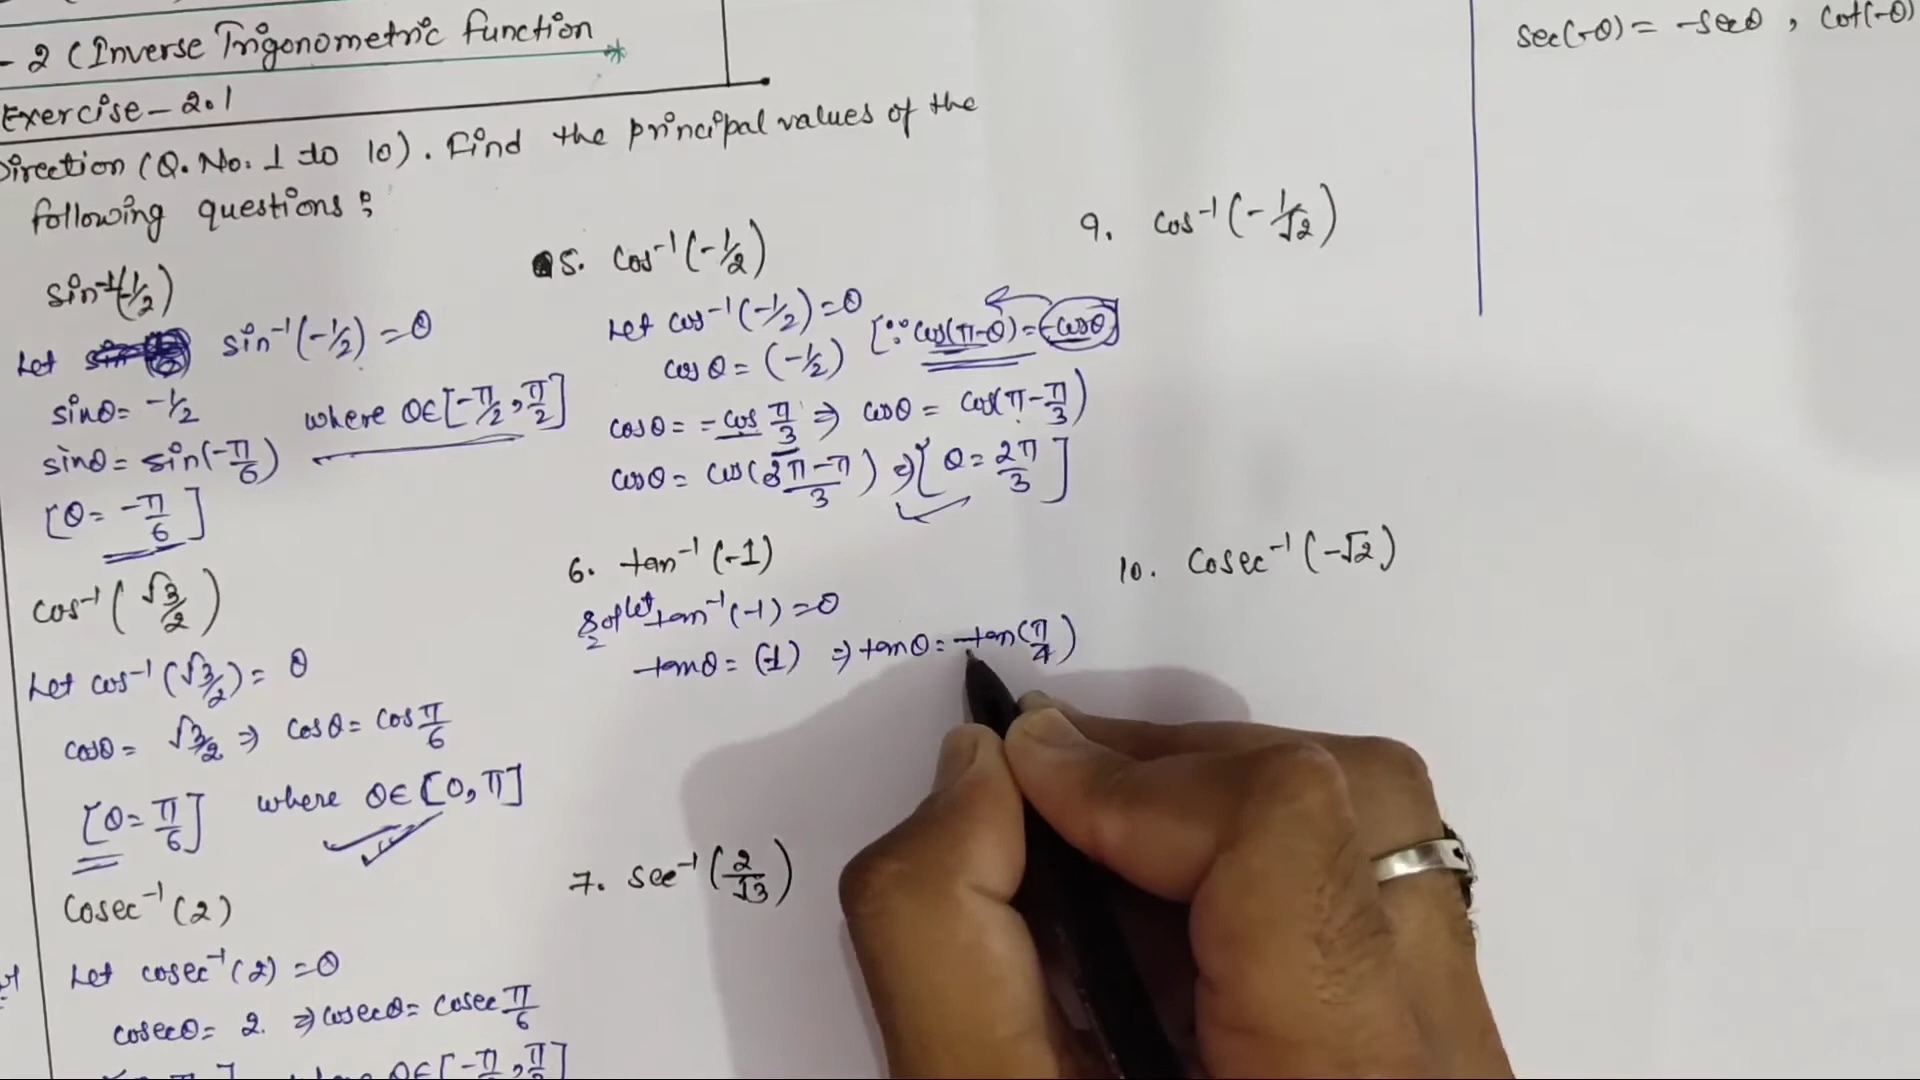 - 2 (Inverse Trigonometric function
Exercise - 2.1
Direction (Q. No. 1 to 10). Find the principal values of the
following questions :
sin⁻¹(-1/2)
Let sin⁻¹(-1/2) = θ
sinθ = -1/2 where θ∈[-π/2, π/2]
sinθ = sin(-π/6)
[θ = -π/6]
cos⁻¹(√3/2)
Let cos⁻¹(√3/2) = θ
cosθ = √3/2 ⇒ cosθ = cos π/6
[θ = π/6] where θ∈[0, π]
Cosec⁻¹(2)
Let cosec⁻¹(2) = θ
cosecθ = 2. ⇒ cosecθ = cosec π/6
θ∈[-π/2, π/2]
5. cos⁻¹(-1/2)
Let cos⁻¹(-1/2) = θ
cosθ = (-1/2) [∵ cos(π-θ) = -cosθ]
cosθ = -cos π/3 ⇒ cosθ = cos(π - π/3)
cosθ = cos(3π-π/3) ⇒ [θ = 2π/3]
6. tan⁻¹(-1)
Sol let tan⁻¹(-1) = θ
tanθ = (-1) ⇒ tanθ = -tan(π/4)
7. sec⁻¹(2/√3)
9. cos⁻¹(-1/√2)
10. Cosec⁻¹(-√2)
sec(-θ) = -secθ , cot(-θ)